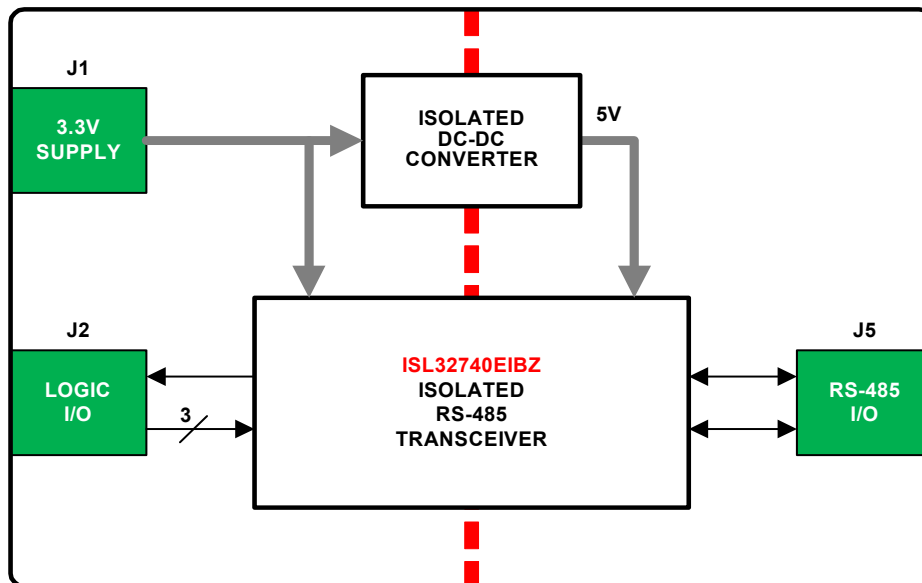 J1
3.3V
SUPPLY
ISOLATED
DC-DC
CONVERTER
5V
J2
LOGIC
I/O
3
ISL32740EIBZ
ISOLATED
RS-485
TRANSCEIVER
J5
RS-485
I/O